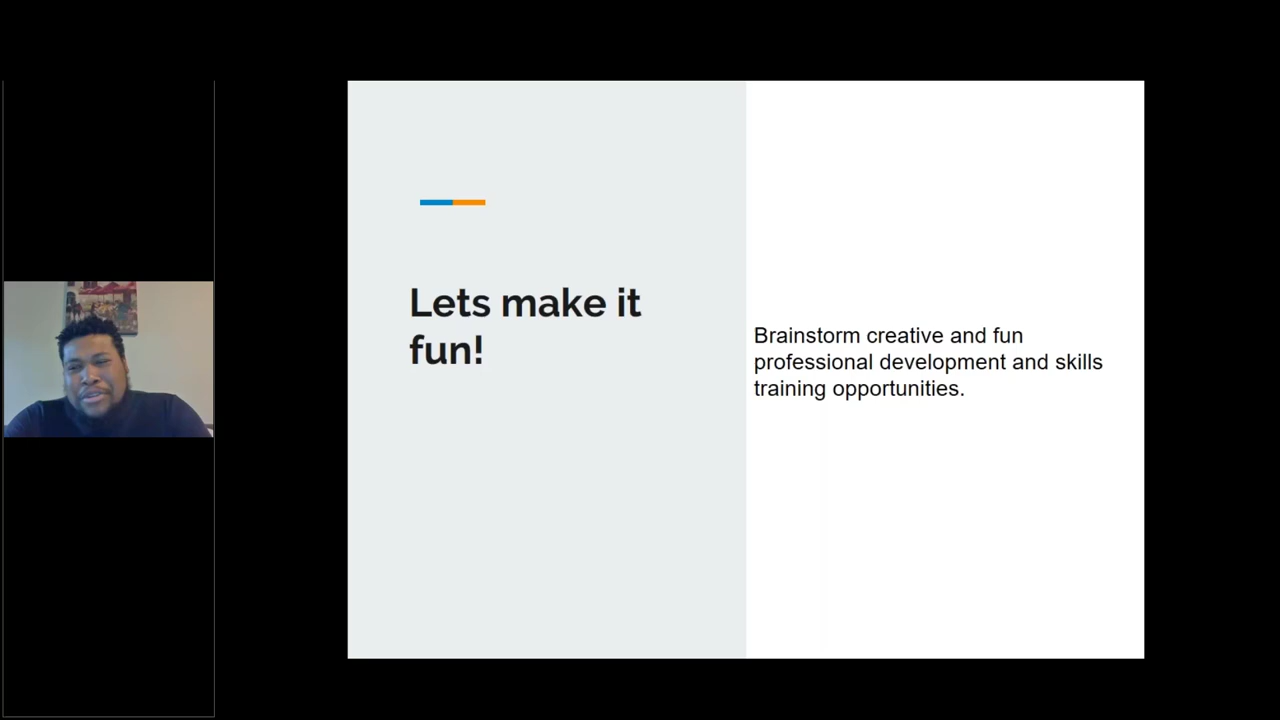 Lets make it
fun!
Brainstorm creative and fun
professional development and skills
training opportunities.